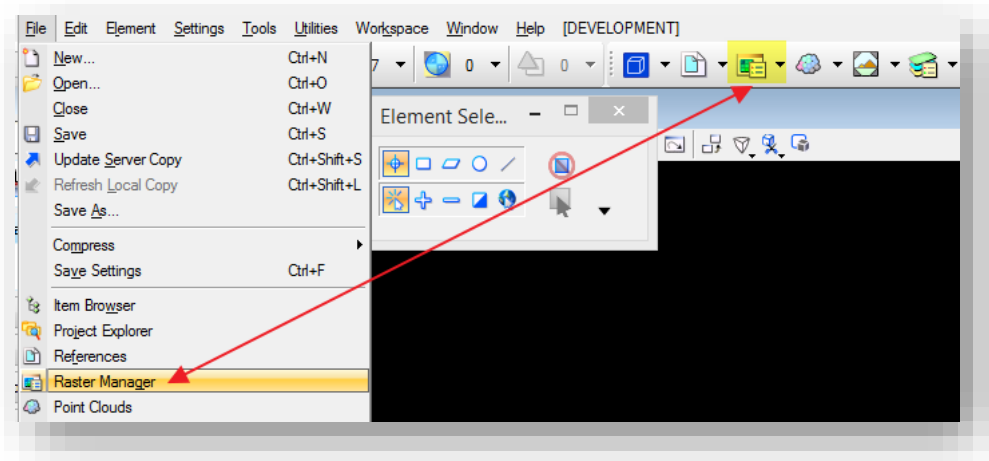 File Edit Element Settings Tools Utilities Workspace Window Help [DEVELOPMENT]
New... Ctrl+N
Open... Ctrl+O
Close Ctrl+W
Save Ctrl+S
Update Server Copy Ctrl+Shift+S
Refresh Local Copy Ctrl+Shift+L
Save As...
Compress
Save Settings Ctrl+F
Item Browser
Project Explorer
References
Raster Manager
Point Clouds
7 0 0
Element Sele...